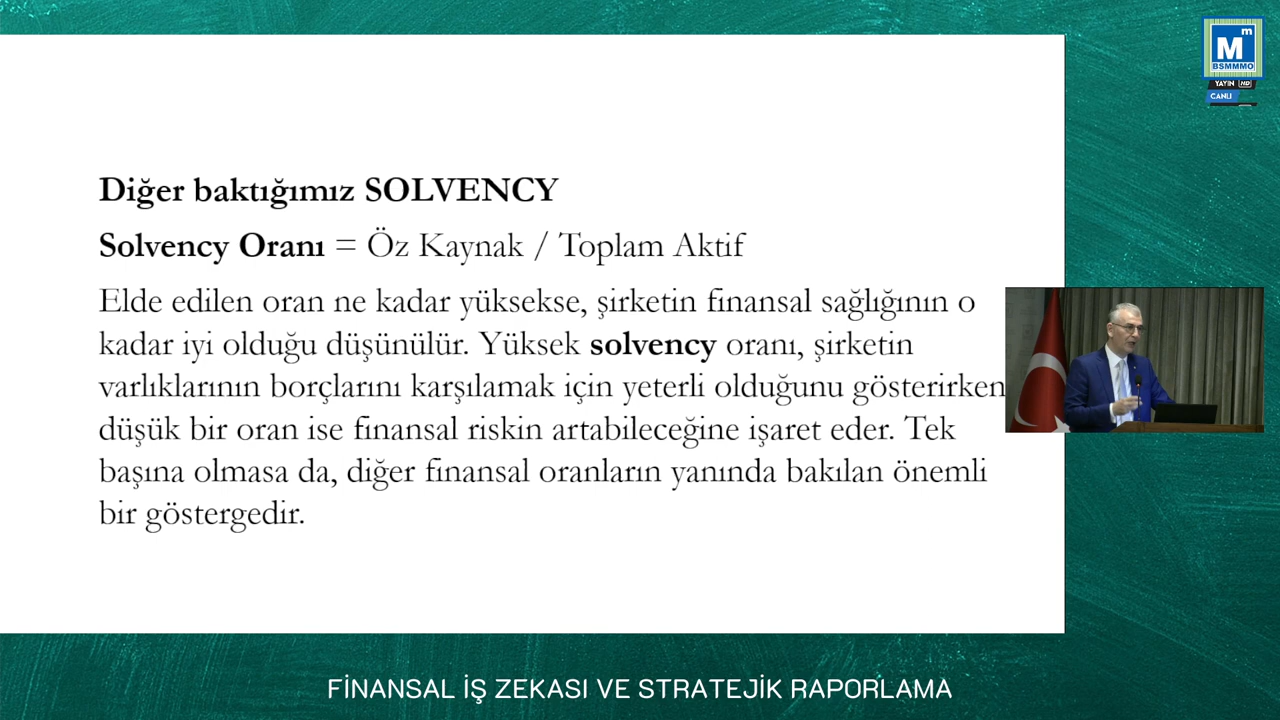 Diğer baktığımız SOLVENCY
Solvency Oranı = Öz Kaynak / Toplam Aktif
Elde edilen oran ne kadar yüksekse, şirketin finansal sağlığının o
kadar iyi olduğu düşünülür. Yüksek solvency oranı, şirketin
varlıklarının borçlarını karşılamak için yeterli olduğunu gösterirken
düşük bir oran ise finansal riskin artabileceğine işaret eder. Tek
başına olmasa da, diğer finansal oranların yanında bakılan önemli
bir göstergedir.
Mm
BSMMMO
YAYIN HD
CANLI
FİNANSAL İŞ ZEKASI VE STRATEJİK RAPORLAMA